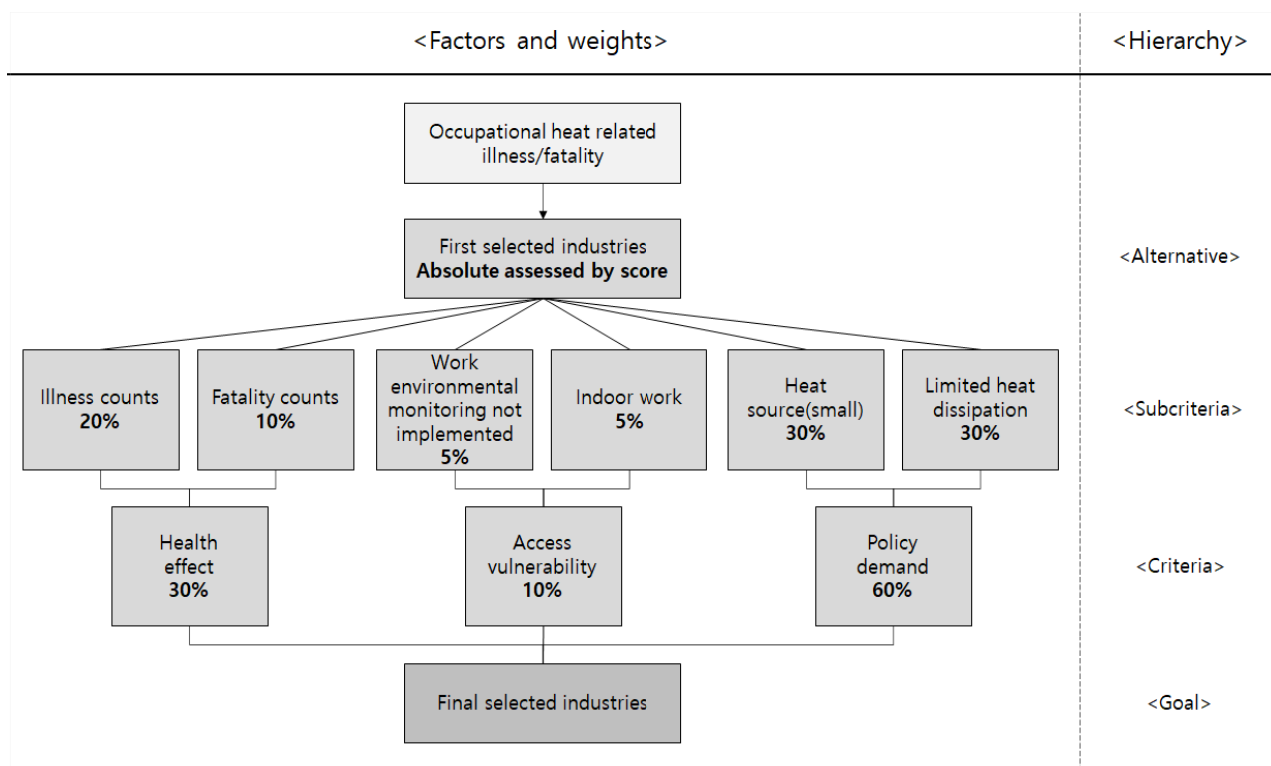 <Factors and weights>
<Hierarchy>
Occupational heat related
illness/fatality
First selected industries
Absolute assessed by score
<Alternative>
Illness counts
20%
Fatality counts
10%
Work
environmental
monitoring not
implemented
5%
Indoor work
5%
Heat
source(small)
30%
Limited heat
dissipation
30%
<Subcriteria>
Health
effect
30%
Access
vulnerability
10%
Policy
demand
60%
<Criteria>
Final selected industries
<Goal>